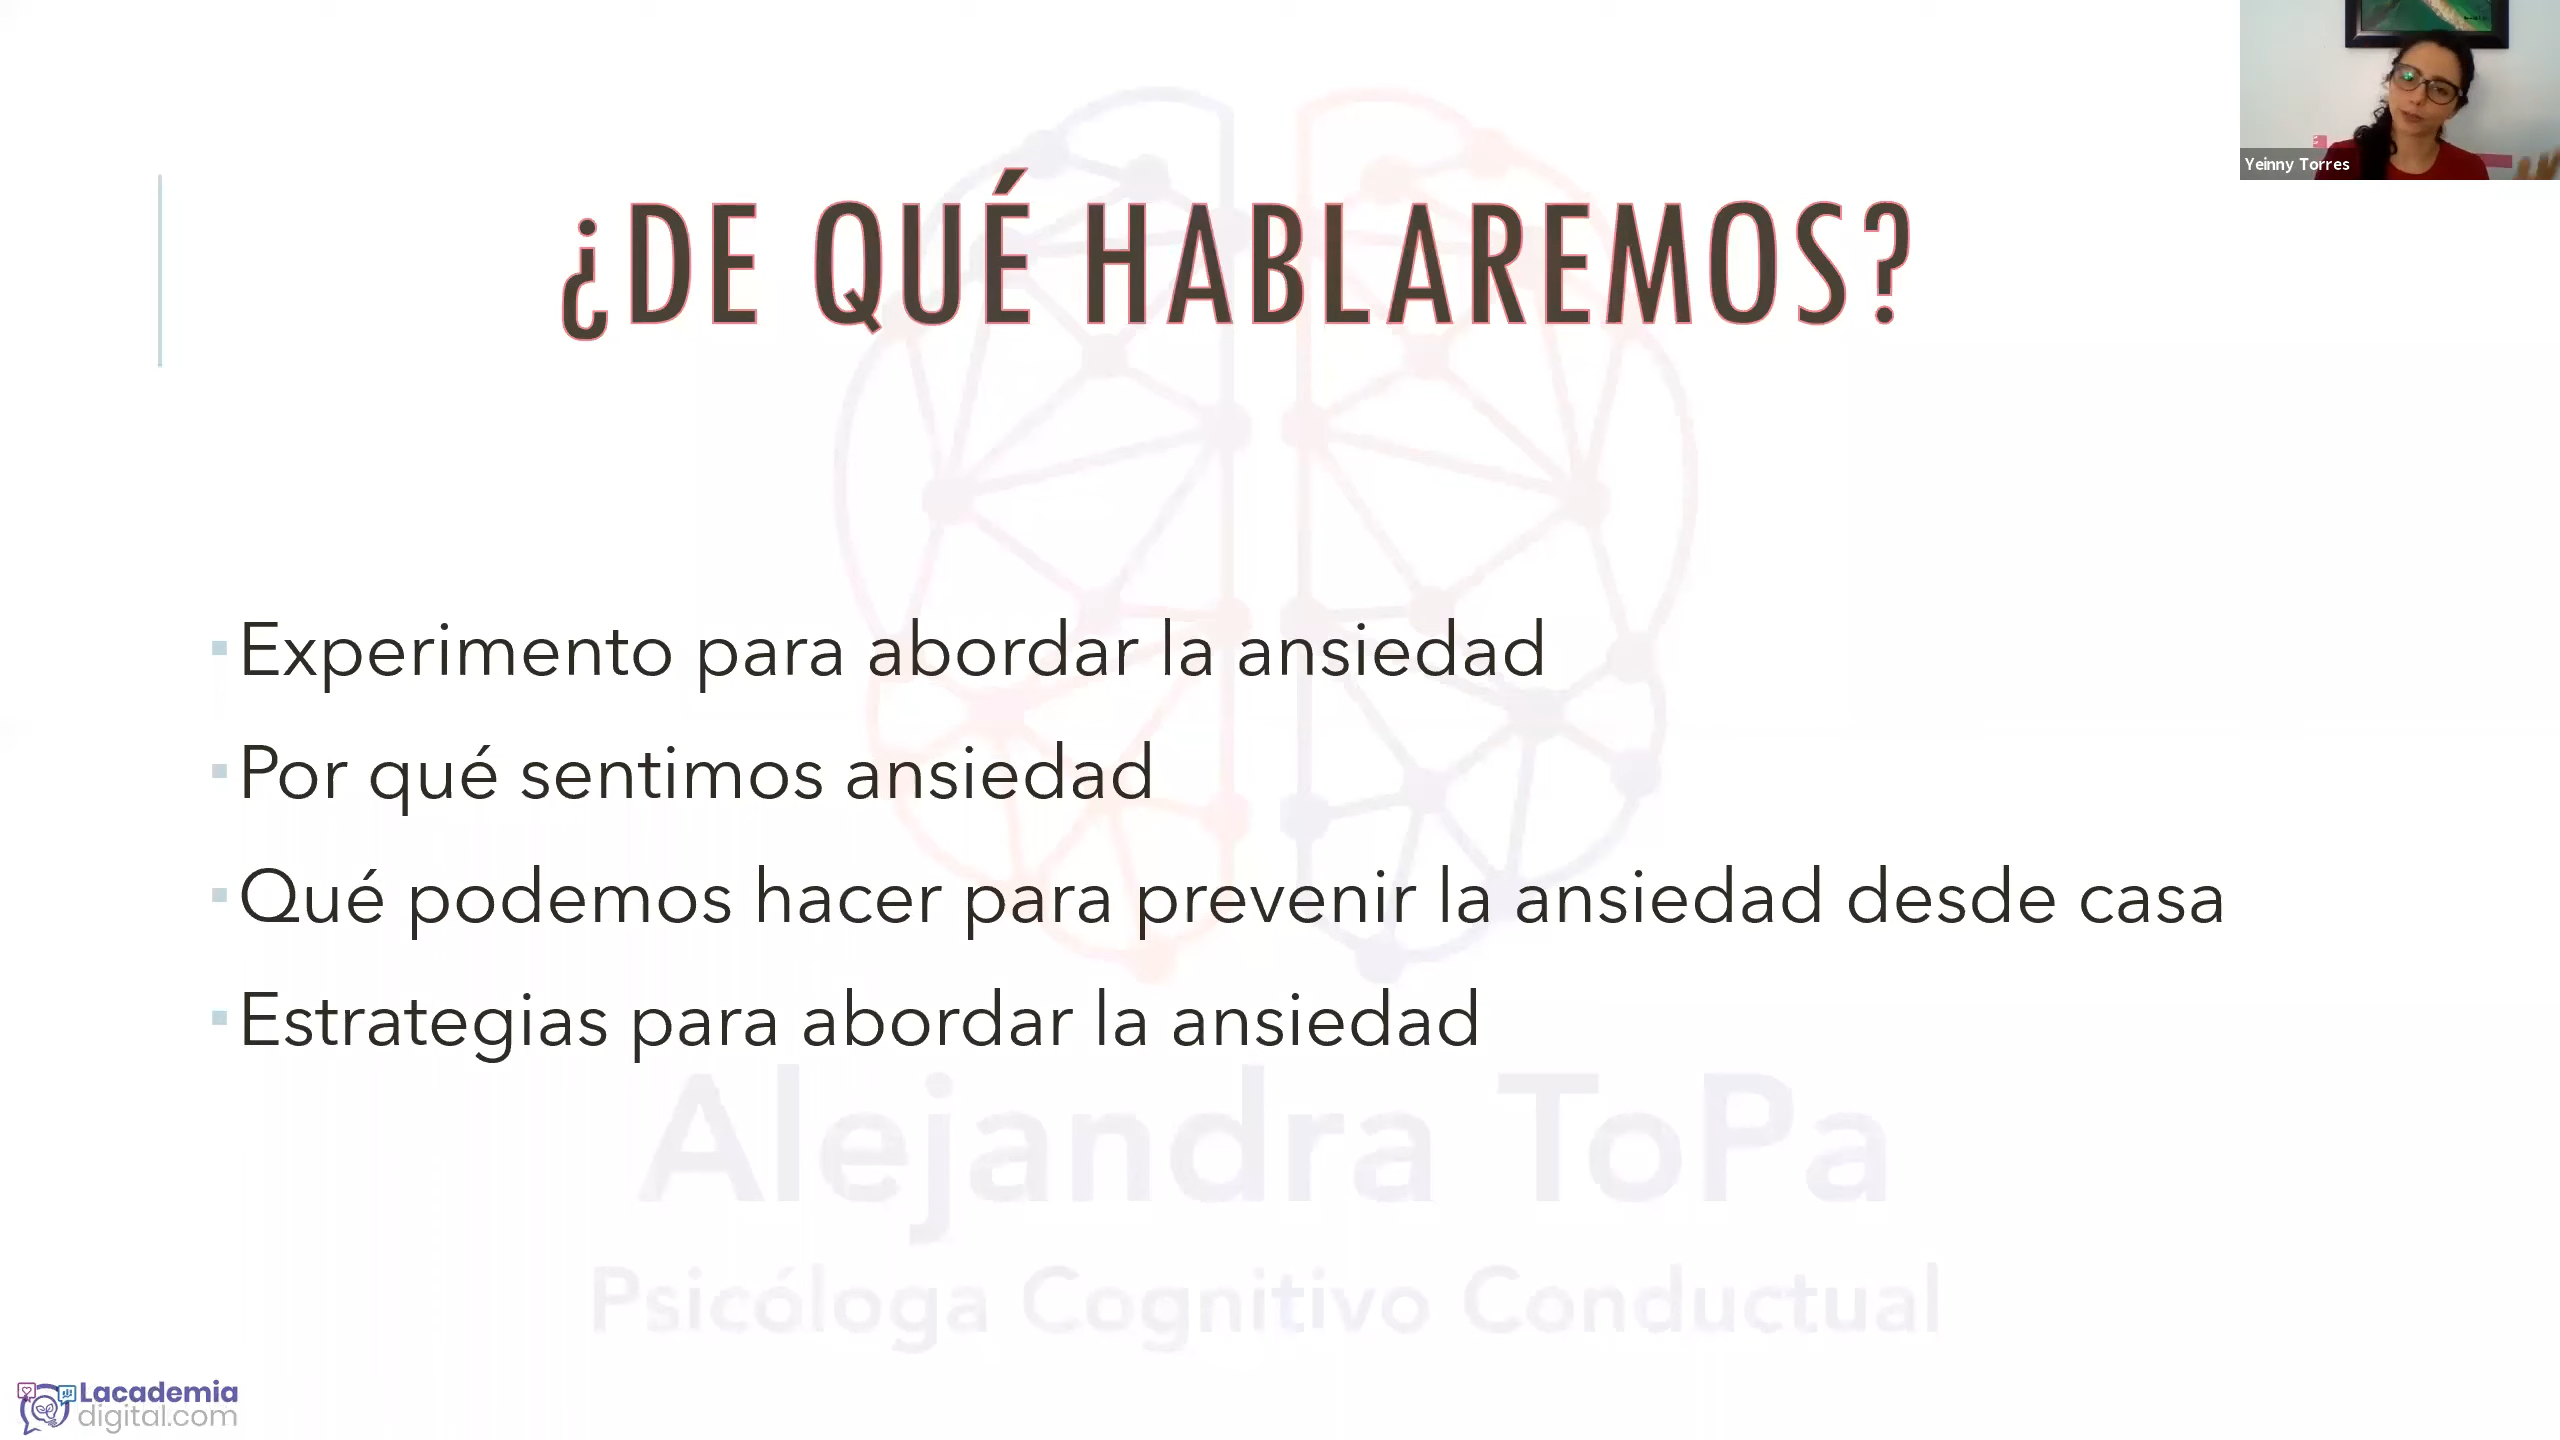 Yeinny Torres
¿DE QUÉ HABLAREMOS?
Experimento para abordar la ansiedad
Por qué sentimos ansiedad
Qué podemos hacer para prevenir la ansiedad desde casa
Estrategias para abordar la ansiedad
Alejandra ToPa
Psicóloga Cognitivo Conductual
Lacademia
digital.com